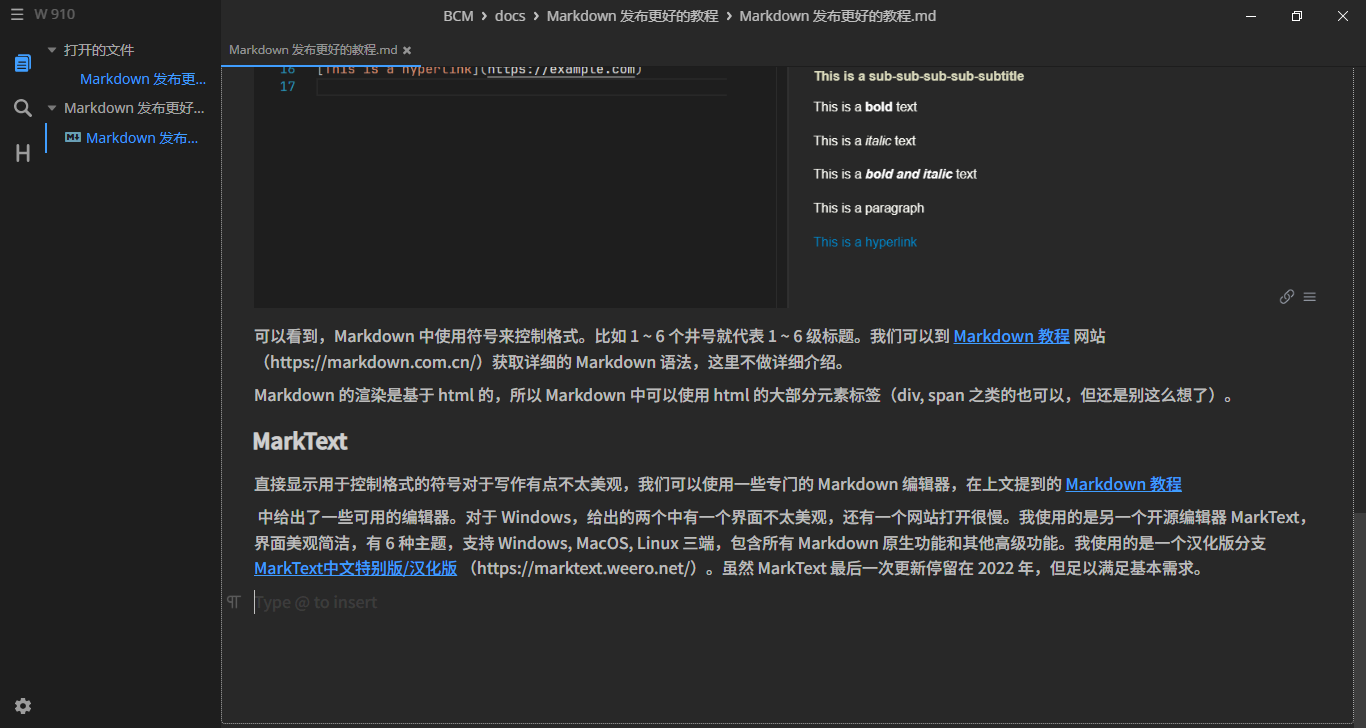 W 910
BCM › docs › Markdown 发布更好的教程 › Markdown 发布更好的教程.md
打开的文件
Markdown 发布更...
Markdown 发布更好...
Markdown 发布...
H
Markdown 发布更好的教程.md ×
16 [This is a hyperlink](https://example.com)
17
This is a sub-sub-sub-sub-subtitle
This is a bold text
This is a italic text
This is a bold and italic text
This is a paragraph
This is a hyperlink
可以看到，Markdown 中使用符号来控制格式。比如 1 ~ 6 个井号就代表 1 ~ 6 级标题。我们可以到 Markdown 教程 网站
（https://markdown.com.cn/）获取详细的 Markdown 语法，这里不做详细介绍。
Markdown 的渲染是基于 html 的，所以 Markdown 中可以使用 html 的大部分元素标签（div, span 之类的也可以，但还是别这么想了）。
MarkText
直接显示用于控制格式的符号对于写作有点不太美观，我们可以使用一些专门的 Markdown 编辑器，在上文提到的 Markdown 教程
中给出了一些可用的编辑器。对于 Windows，给出的两个中有一个界面不太美观，还有一个网站打开很慢。我使用的是另一个开源编辑器 MarkText，
界面美观简洁，有 6 种主题，支持 Windows, MacOS, Linux 三端，包含所有 Markdown 原生功能和其他高级功能。我使用的是一个汉化版分支
MarkText中文特别版/汉化版 （https://marktext.weero.net/）。虽然 MarkText 最后一次更新停留在 2022 年，但足以满足基本需求。
Type @ to insert